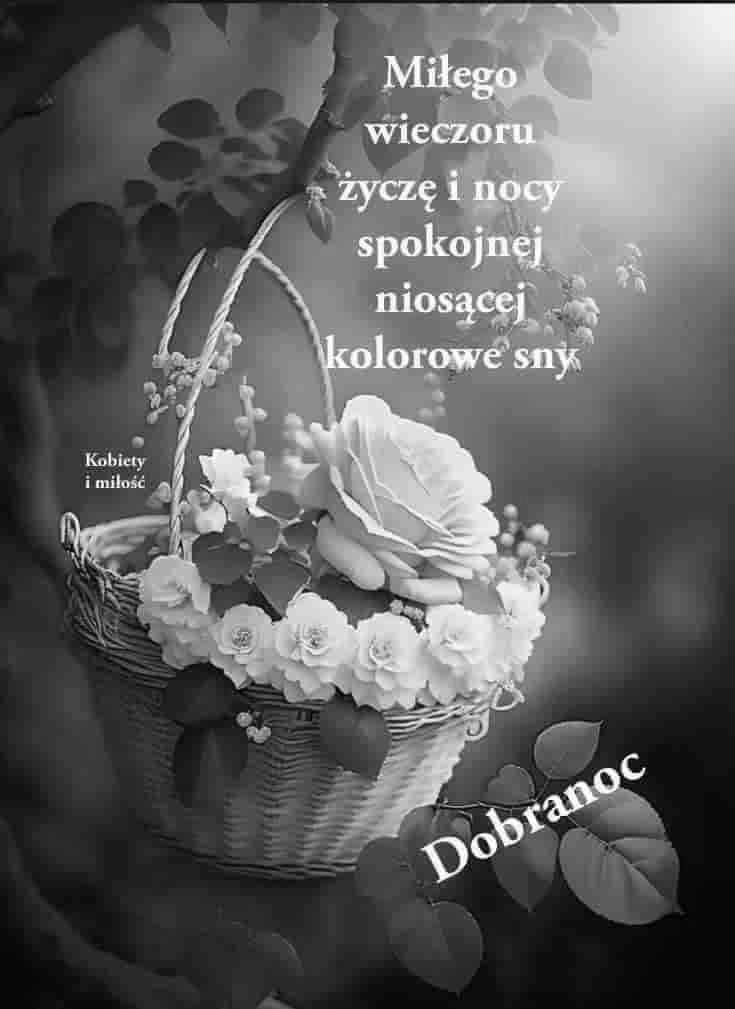 Miłego
wieczoru
życzę i nocy
spokojnej
niosącej
kolorowe sny
Kobiety
i miłość
Dobranoc